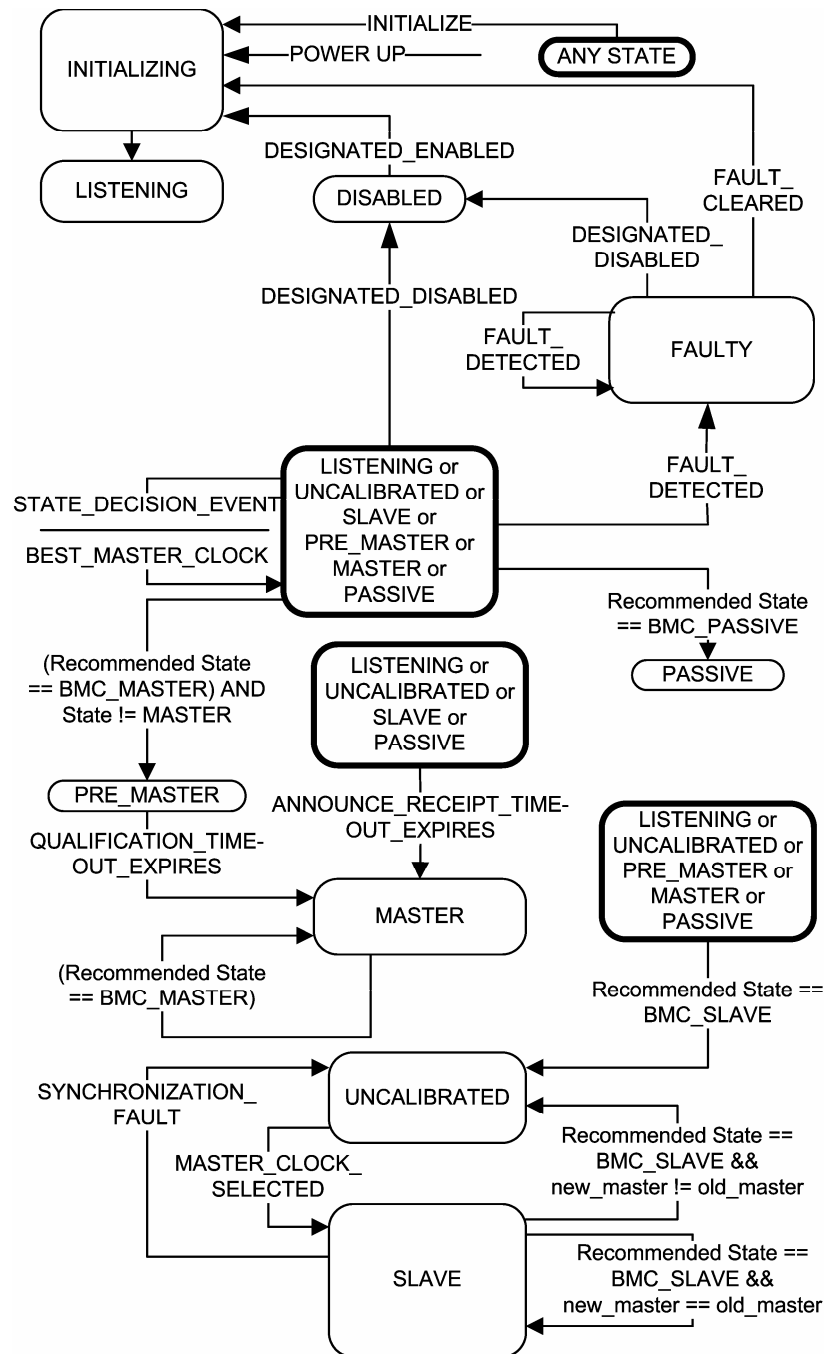 INITIALIZE
ANY STATE
POWER UP
INITIALIZING
DESIGNATED_ENABLED
LISTENING
DISABLED
FAULT_
CLEARED
DESIGNATED_
DISABLED
DESIGNATED_DISABLED
FAULT_
DETECTED
FAULTY
FAULT_
DETECTED
STATE_DECISION_EVENT
BEST_MASTER_CLOCK
LISTENING or
UNCALIBRATED or
SLAVE or
PRE_MASTER or
MASTER or
PASSIVE
Recommended State
== BMC_PASSIVE
PASSIVE
(Recommended State
== BMC_MASTER) AND
State != MASTER
LISTENING or
UNCALIBRATED or
SLAVE or
PASSIVE
PRE_MASTER
ANNOUNCE_RECEIPT_TIME-
OUT_EXPIRES
QUALIFICATION_TIME-
OUT_EXPIRES
LISTENING or
UNCALIBRATED or
PRE_MASTER or
MASTER or
PASSIVE
MASTER
(Recommended State
== BMC_MASTER)
Recommended State ==
BMC_SLAVE
SYNCHRONIZATION_
FAULT
UNCALIBRATED
MASTER_CLOCK_
SELECTED
Recommended State ==
BMC_SLAVE &&
new_master != old_master
SLAVE
Recommended State ==
BMC_SLAVE &&
new_master == old_master